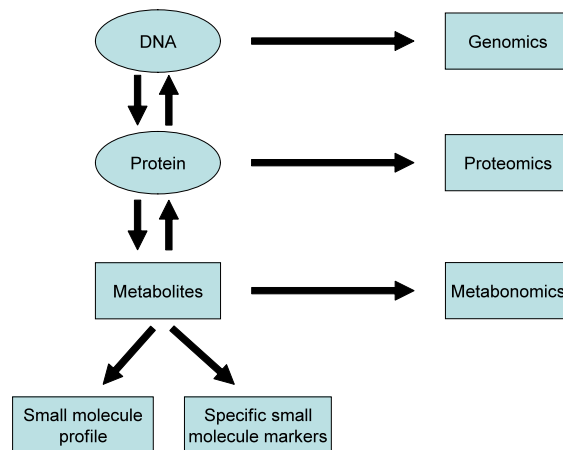 DNA
Genomics
Protein
Proteomics
Metabolites
Metabonomics
Small molecule
profile
Specific small
molecule markers